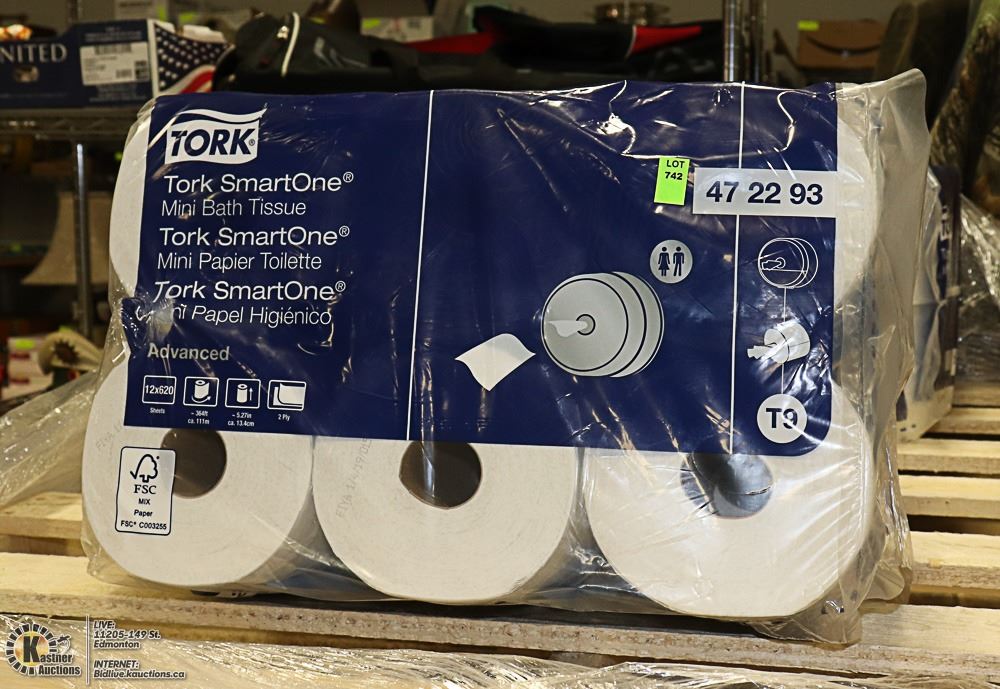 NITED
TORK®
Tork SmartOne®
Mini Bath Tissue
Tork SmartOne®
Mini Papier Toilette
Tork SmartOne®
Mini Papel Higiénico
Advanced
12x620
Sheets
~ 364ft
ca. 111m
~ 5.27in
ca. 13.4cm
2 Ply
LOT
742
47 22 93
T9
FSC
MIX
Paper
FSC® C003255
Kastner
Auctions
LIVE:
11205-149 St.
Edmonton
INTERNET:
Bidlive.kauctions.ca